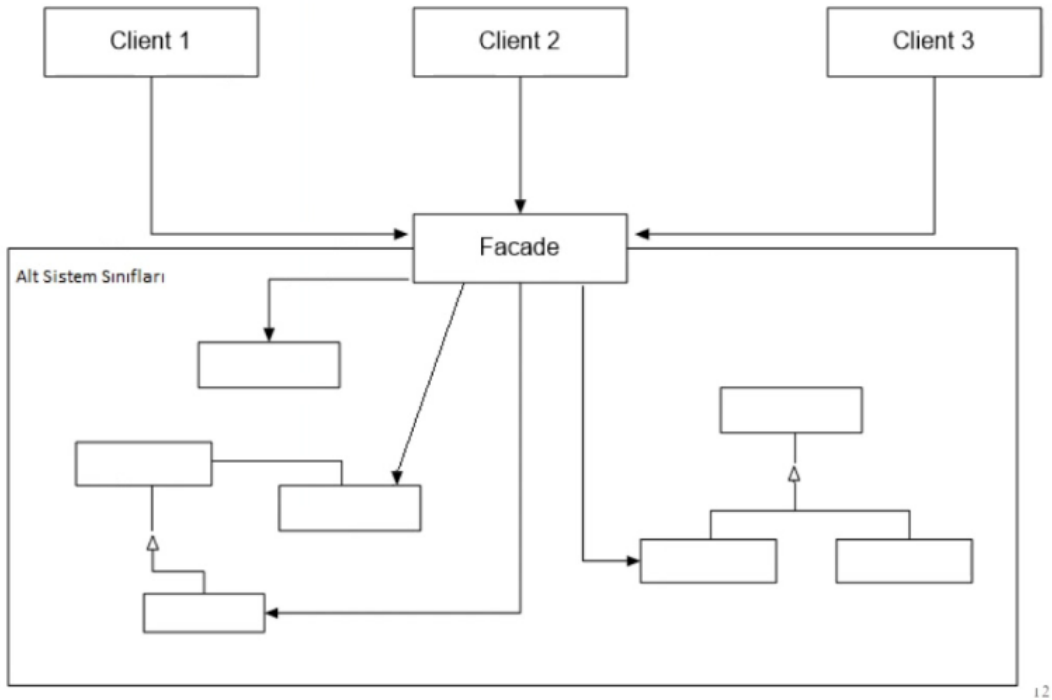 Client 1
Client 2
Client 3
Facade
Alt Sistem Sınıfları
12